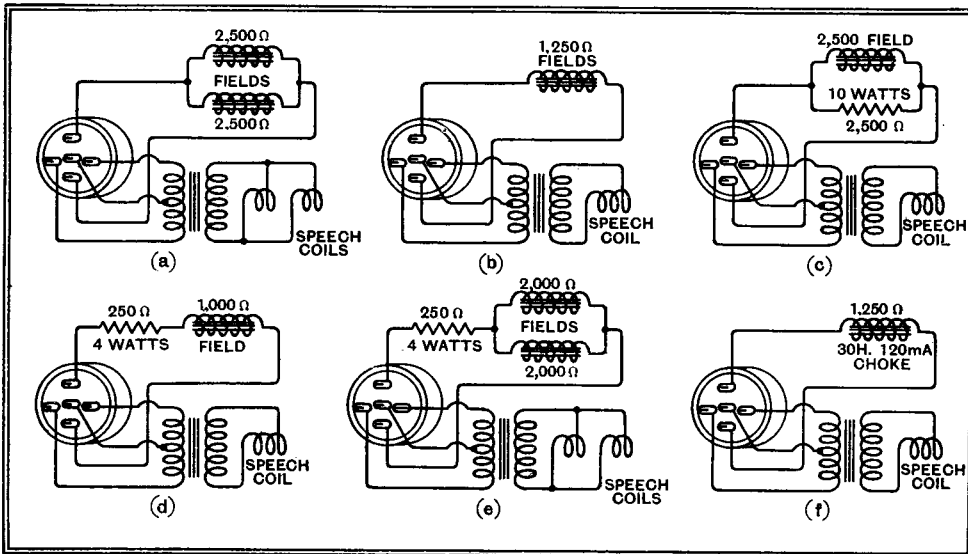 2,500 Ω
FIELDS
2,500 Ω
SPEECH
COILS
(a)
1,250 Ω
FIELDS
SPEECH
COIL
(b)
2,500 FIELD
10 WATTS
2,500 Ω
SPEECH
COIL
(c)
250 Ω
4 WATTS
1,000 Ω
FIELD
SPEECH
COIL
(d)
250 Ω
4 WATTS
2,000 Ω
FIELDS
2,000 Ω
SPEECH
COILS
(e)
1,250 Ω
30H. 120mA
CHOKE
SPEECH
COIL
(f)